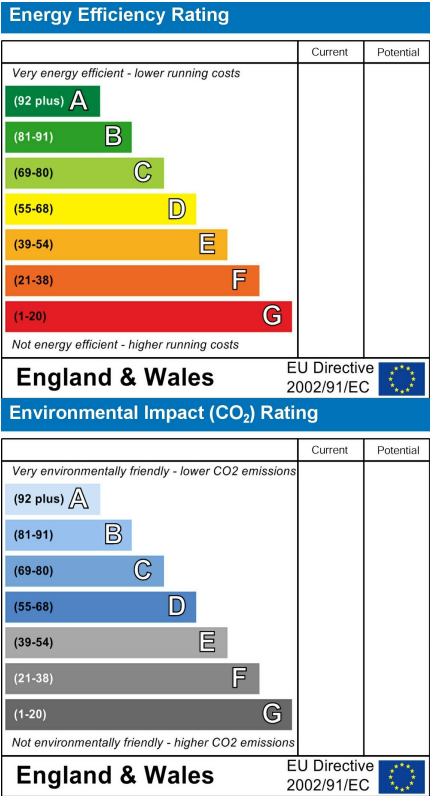 Energy Efficiency Rating
Current Potential
Very energy efficient - lower running costs
(92 plus) A
(81-91) B
(69-80) C
(55-68) D
(39-54) E
(21-38) F
(1-20) G
Not energy efficient - higher running costs
England & Wales
EU Directive
2002/91/EC
Environmental Impact (CO₂) Rating
Current Potential
Very environmentally friendly - lower CO2 emissions
(92 plus) A
(81-91) B
(69-80) C
(55-68) D
(39-54) E
(21-38) F
(1-20) G
Not environmentally friendly - higher CO2 emissions
England & Wales
EU Directive
2002/91/EC